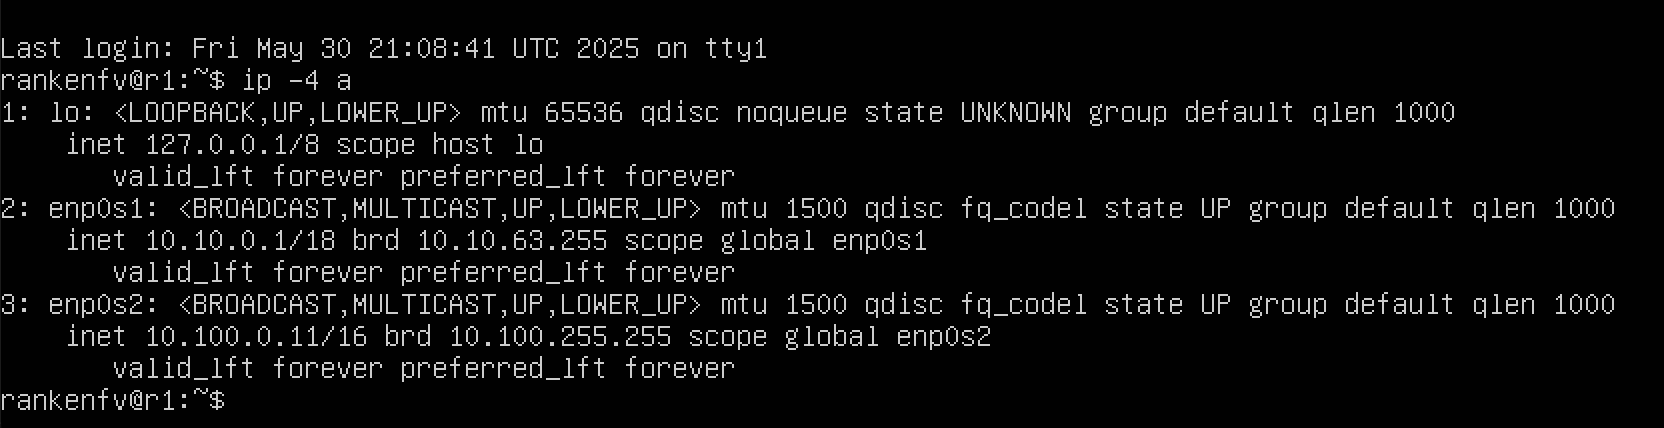 Last login: Fri May 30 21:08:41 UTC 2025 on tty1
rankenfv@r1:~$ ip -4 a
1: lo: <LOOPBACK,UP,LOWER_UP> mtu 65536 qdisc noqueue state UNKNOWN group default qlen 1000
    inet 127.0.0.1/8 scope host lo
       valid_lft forever preferred_lft forever
2: enp0s1: <BROADCAST,MULTICAST,UP,LOWER_UP> mtu 1500 qdisc fq_codel state UP group default qlen 1000
    inet 10.10.0.1/18 brd 10.10.63.255 scope global enp0s1
       valid_lft forever preferred_lft forever
3: enp0s2: <BROADCAST,MULTICAST,UP,LOWER_UP> mtu 1500 qdisc fq_codel state UP group default qlen 1000
    inet 10.100.0.11/16 brd 10.100.255.255 scope global enp0s2
       valid_lft forever preferred_lft forever
rankenfv@r1:~$